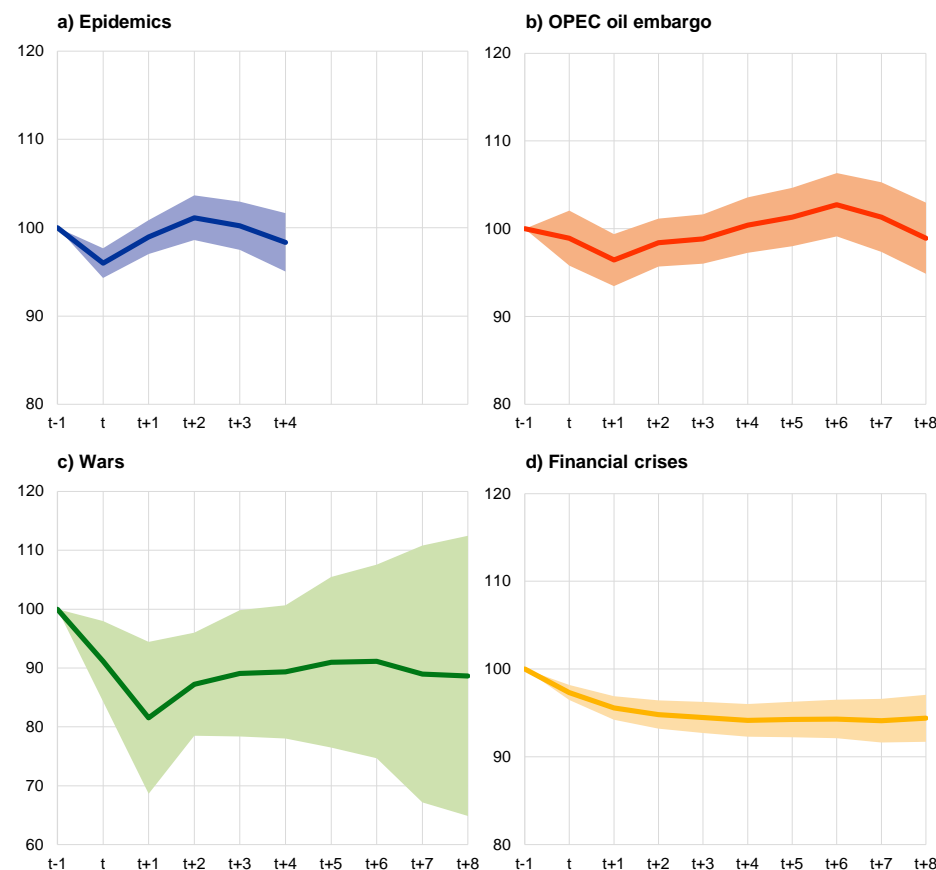 a) Epidemics
120
110
100
90
80
t-1 t t+1 t+2 t+3 t+4
b) OPEC oil embargo
120
110
100
90
80
t-1 t t+1 t+2 t+3 t+4 t+5 t+6 t+7 t+8
c) Wars
120
110
100
90
80
70
60
t-1 t t+1 t+2 t+3 t+4 t+5 t+6 t+7 t+8
d) Financial crises
120
110
100
90
80
t-1 t t+1 t+2 t+3 t+4 t+5 t+6 t+7 t+8